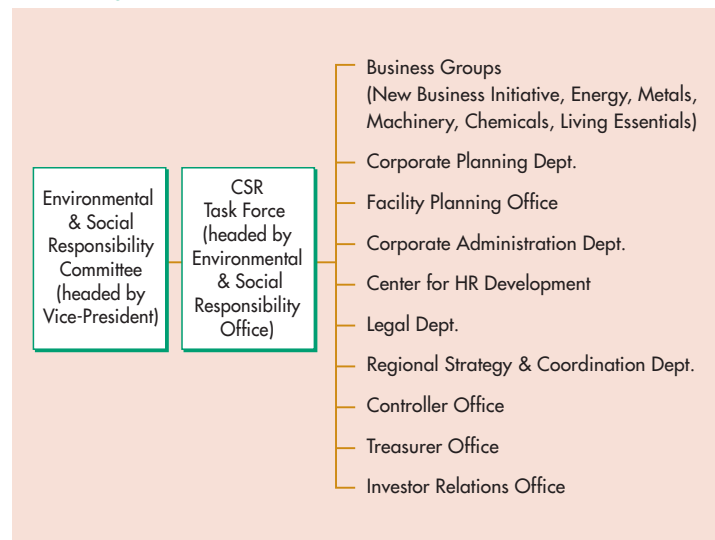 Environmental
& Social
Responsibility
Committee
(headed by
Vice-President)
CSR
Task Force
(headed by
Environmental
& Social
Responsibility
Office)
Business Groups
(New Business Initiative, Energy, Metals,
Machinery, Chemicals, Living Essentials)
Corporate Planning Dept.
Facility Planning Office
Corporate Administration Dept.
Center for HR Development
Legal Dept.
Regional Strategy & Coordination Dept.
Controller Office
Treasurer Office
Investor Relations Office